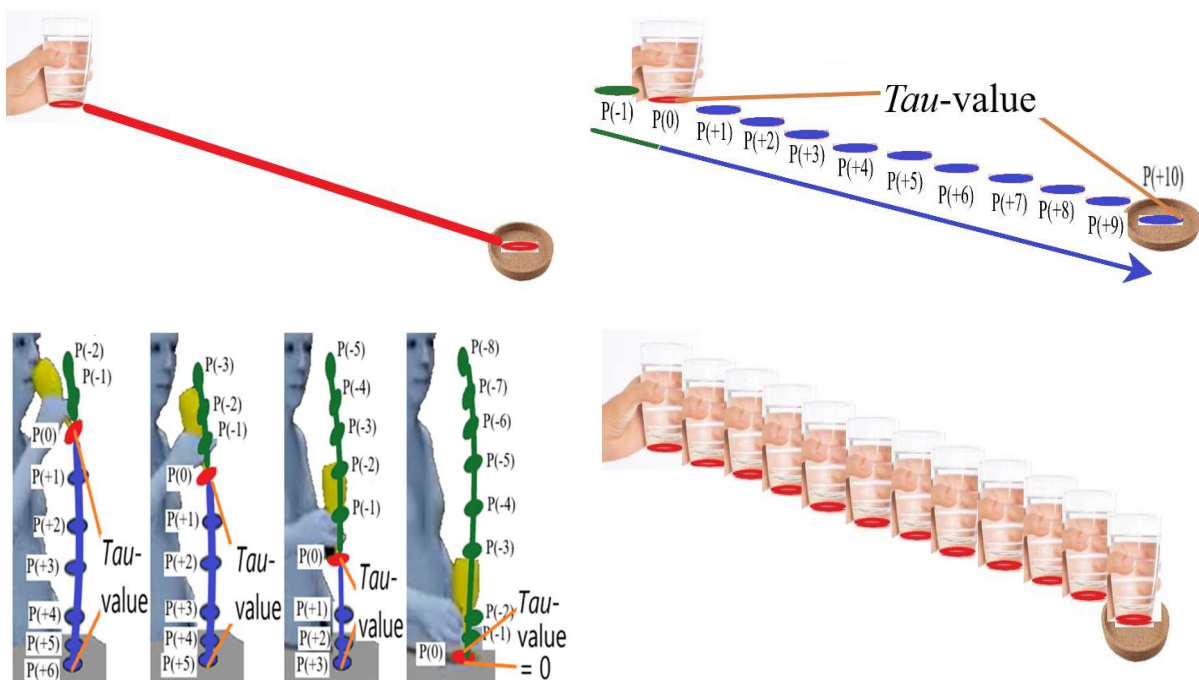 P(-1)
P(0)
P(+1)
P(+2)
P(+3)
P(+4)
P(+5)
P(+6)
P(+7)
P(+8)
P(+9)
P(+10)
Tau-value
P(-2)
P(-1)
P(0)
P(+1)
P(+2)
P(+3)
P(+4)
P(+5)
P(+6)
Tau-
value
P(-3)
P(-2)
P(-1)
P(0)
P(+1)
P(+2)
P(+3)
P(+4)
P(+5)
Tau-
value
P(-5)
P(-4)
P(-3)
P(-2)
P(-1)
P(0)
P(+1)
P(+2)
P(+3)
Tau-
value
P(-8)
P(-7)
P(-6)
P(-5)
P(-4)
P(-3)
P(-2)
P(-1)
P(0)
Tau-
value
= 0